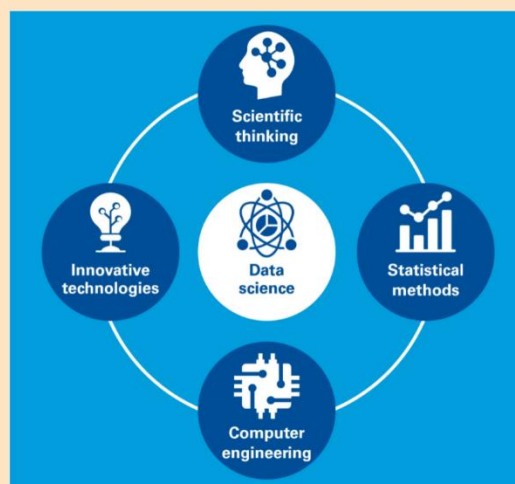 Scientific
thinking
Innovative
technologies
Data
science
Statistical
methods
Computer
engineering